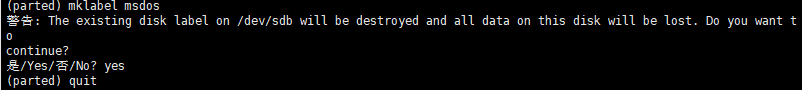 (parted) mklabel msdos
警告: The existing disk label on /dev/sdb will be destroyed and all data on this disk will be lost. Do you want t
o
continue?
是/Yes/否/No? yes
(parted) quit